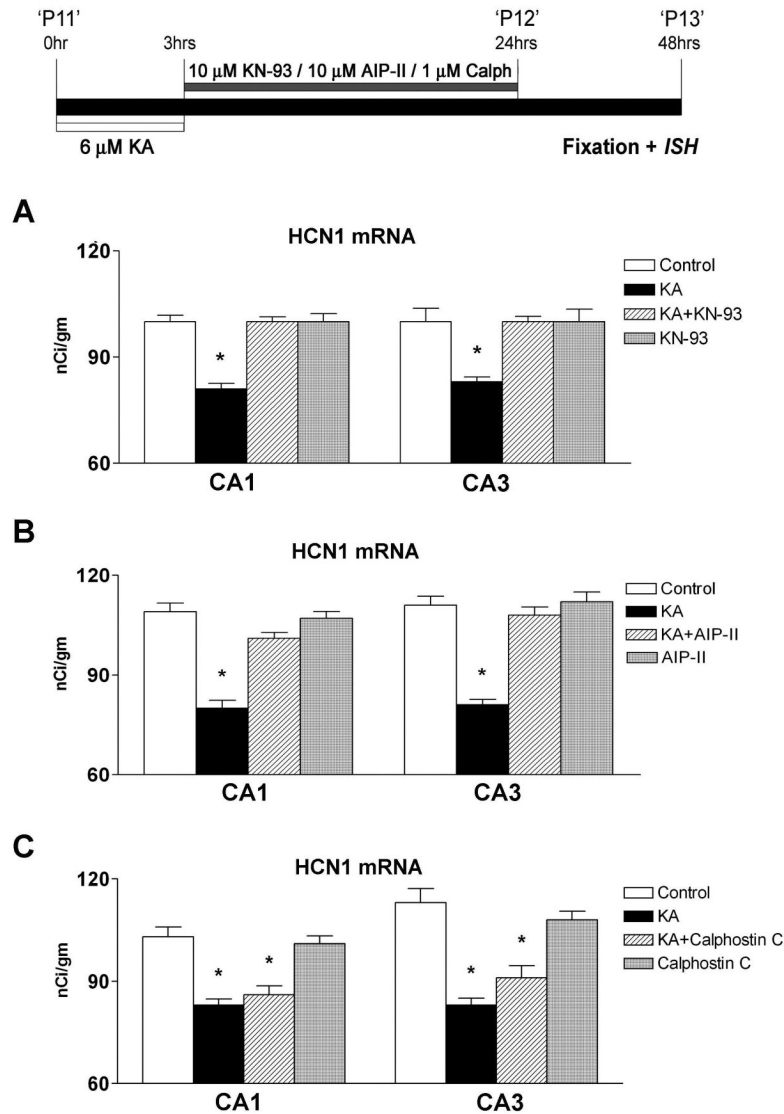 ‘P11’ ‘P12’ ‘P13’
0hr 3hrs 24hrs 48hrs
10 μM KN-93 / 10 μM AIP-II / 1 μM Calph
6 μM KA Fixation + ISH
A
HCN1 mRNA
120
90
60
nCi/gm
Control
KA
KA+KN-93
KN-93
*
*
CA1 CA3
B
HCN1 mRNA
120
90
60
nCi/gm
Control
KA
KA+AIP-II
AIP-II
*
*
CA1 CA3
C
HCN1 mRNA
120
90
60
nCi/gm
Control
KA
KA+Calphostin C
Calphostin C
* *
* *
CA1 CA3